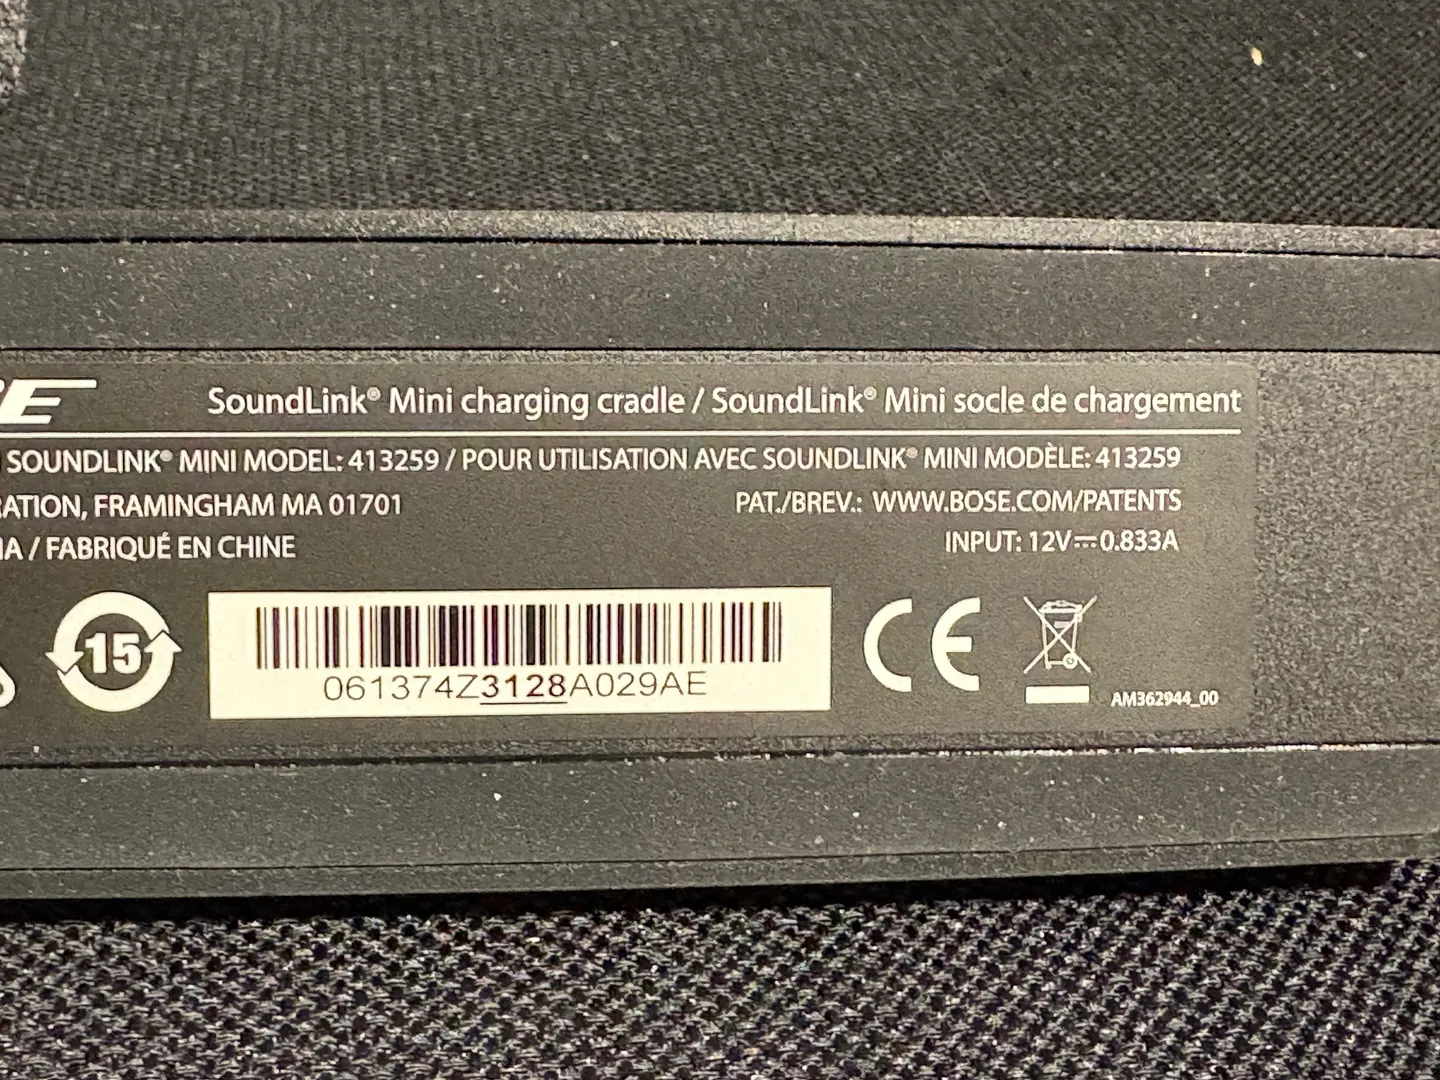 SoundLink® Mini charging cradle / SoundLink® Mini socle de chargement
SOUNDLINK® MINI MODEL: 413259 / POUR UTILISATION AVEC SOUNDLINK® MINI MODÈLE: 413259
RATION, FRAMINGHAM MA 01701 PAT./BREV.: WWW.BOSE.COM/PATENTS
NA / FABRIQUÉ EN CHINE INPUT: 12V⎓0.833A
15
061374Z3128A029AE
CE
AM362944_00